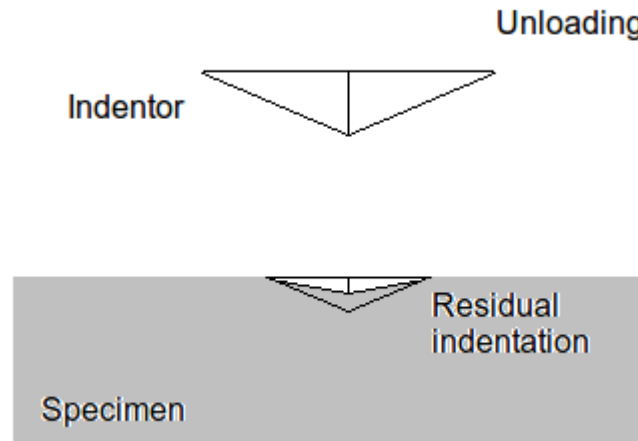 Unloading
Indentor
Residual
indentation
Specimen